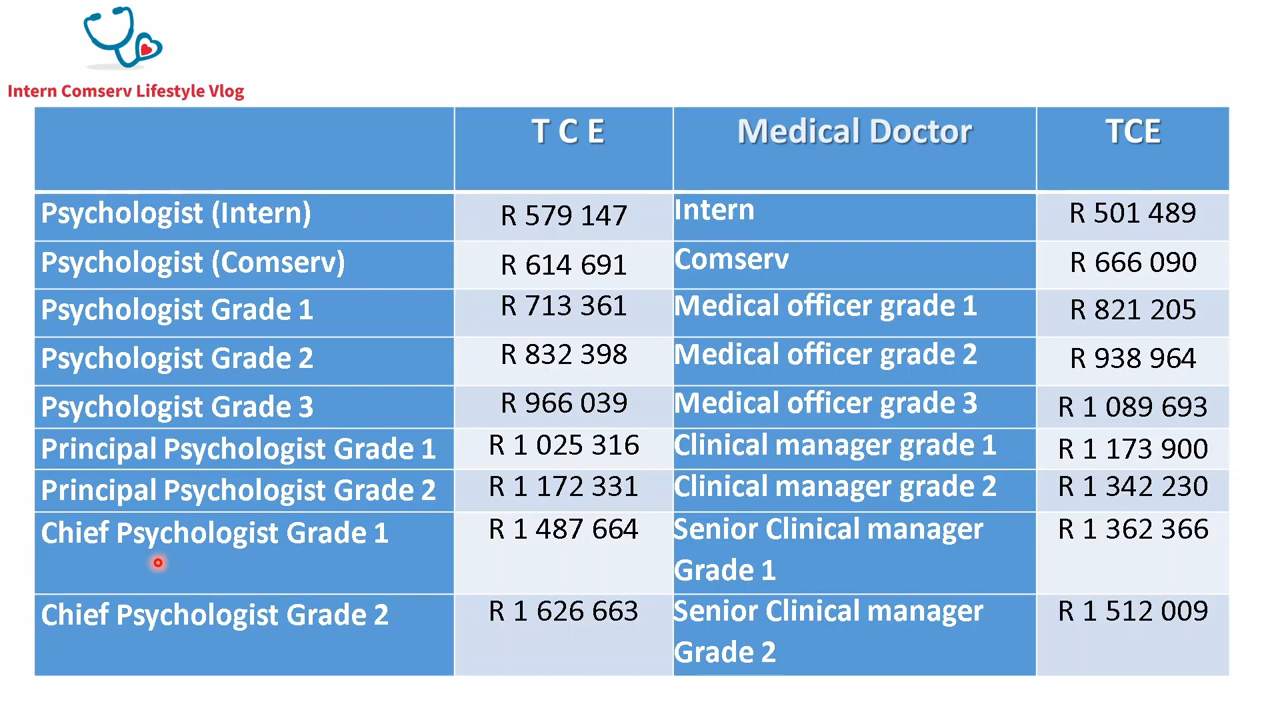 Intern Comserv Lifestyle Vlog
T C E Medical Doctor TCE
Psychologist (Intern) R 579 147 Intern R 501 489
Psychologist (Comserv) R 614 691 Comserv R 666 090
Psychologist Grade 1 R 713 361 Medical officer grade 1 R 821 205
Psychologist Grade 2 R 832 398 Medical officer grade 2 R 938 964
Psychologist Grade 3 R 966 039 Medical officer grade 3 R 1 089 693
Principal Psychologist Grade 1 R 1 025 316 Clinical manager grade 1 R 1 173 900
Principal Psychologist Grade 2 R 1 172 331 Clinical manager grade 2 R 1 342 230
Chief Psychologist Grade 1 R 1 487 664 Senior Clinical manager R 1 362 366
Grade 1
Chief Psychologist Grade 2 R 1 626 663 Senior Clinical manager R 1 512 009
Grade 2